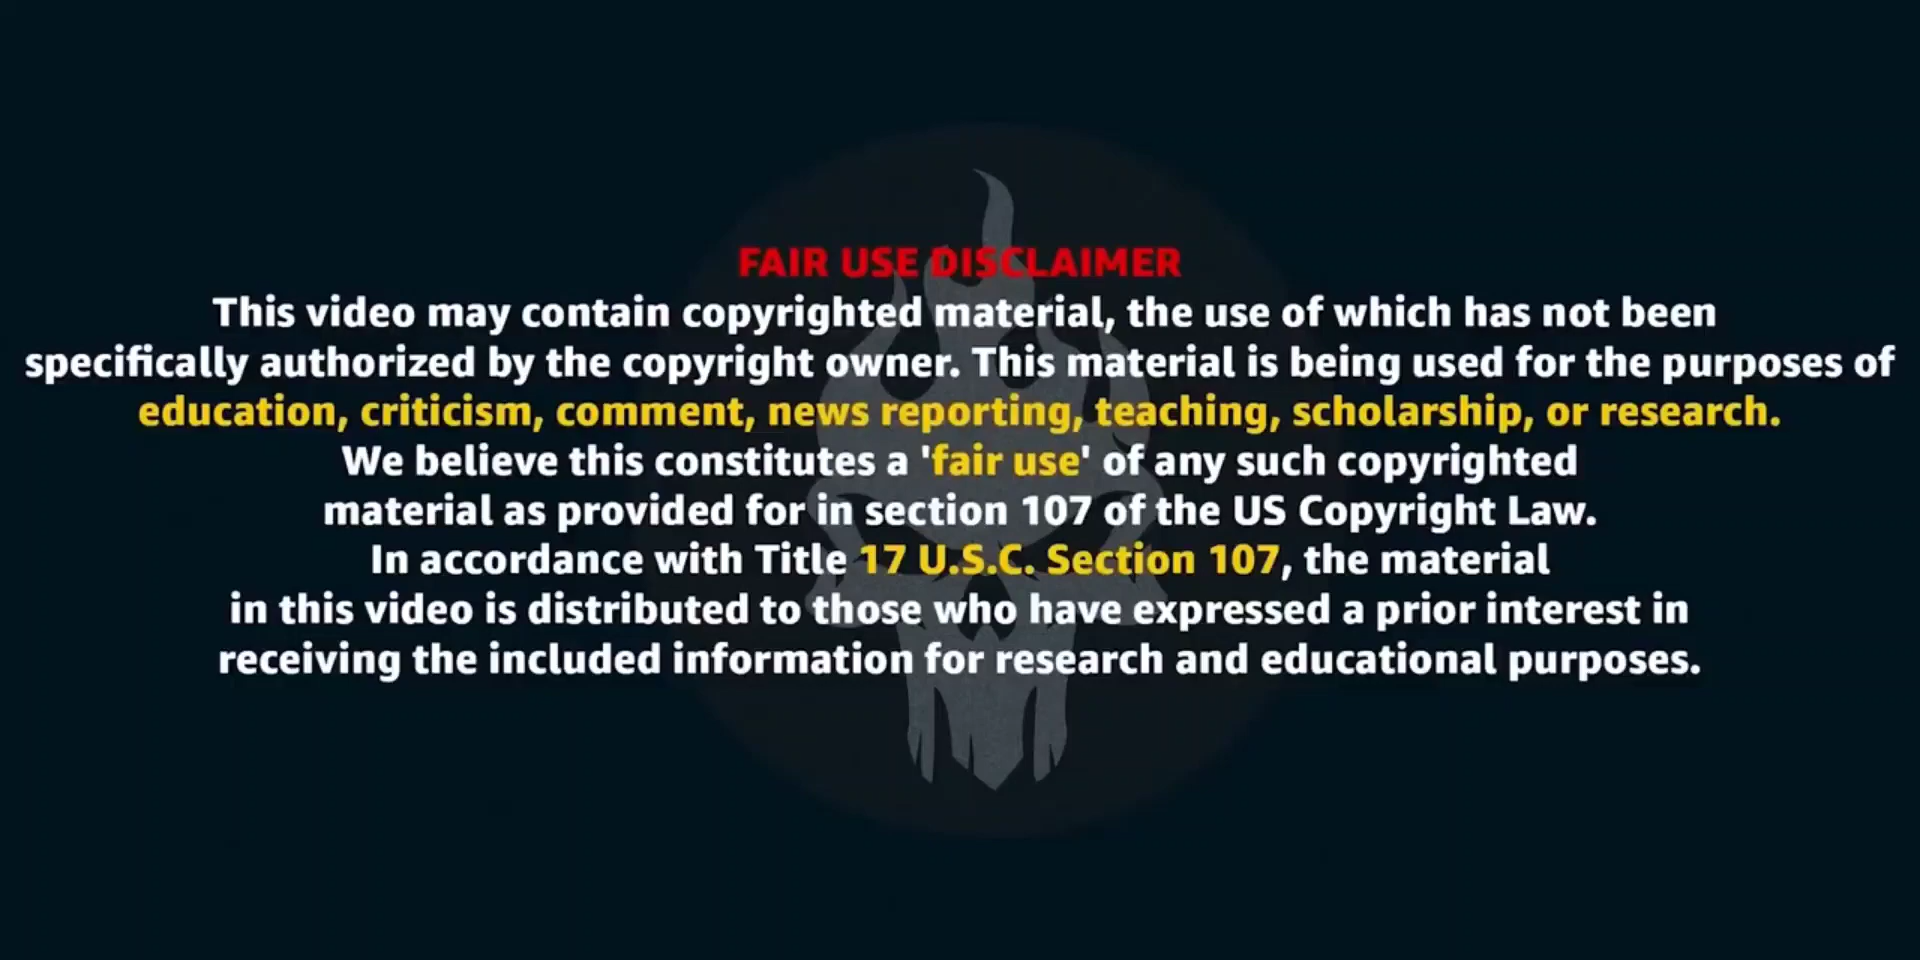 FAIR USE DISCLAIMER
This video may contain copyrighted material, the use of which has not been
specifically authorized by the copyright owner. This material is being used for the purposes of
education, criticism, comment, news reporting, teaching, scholarship, or research.
We believe this constitutes a 'fair use' of any such copyrighted
material as provided for in section 107 of the US Copyright Law.
In accordance with Title 17 U.S.C. Section 107, the material
in this video is distributed to those who have expressed a prior interest in
receiving the included information for research and educational purposes.